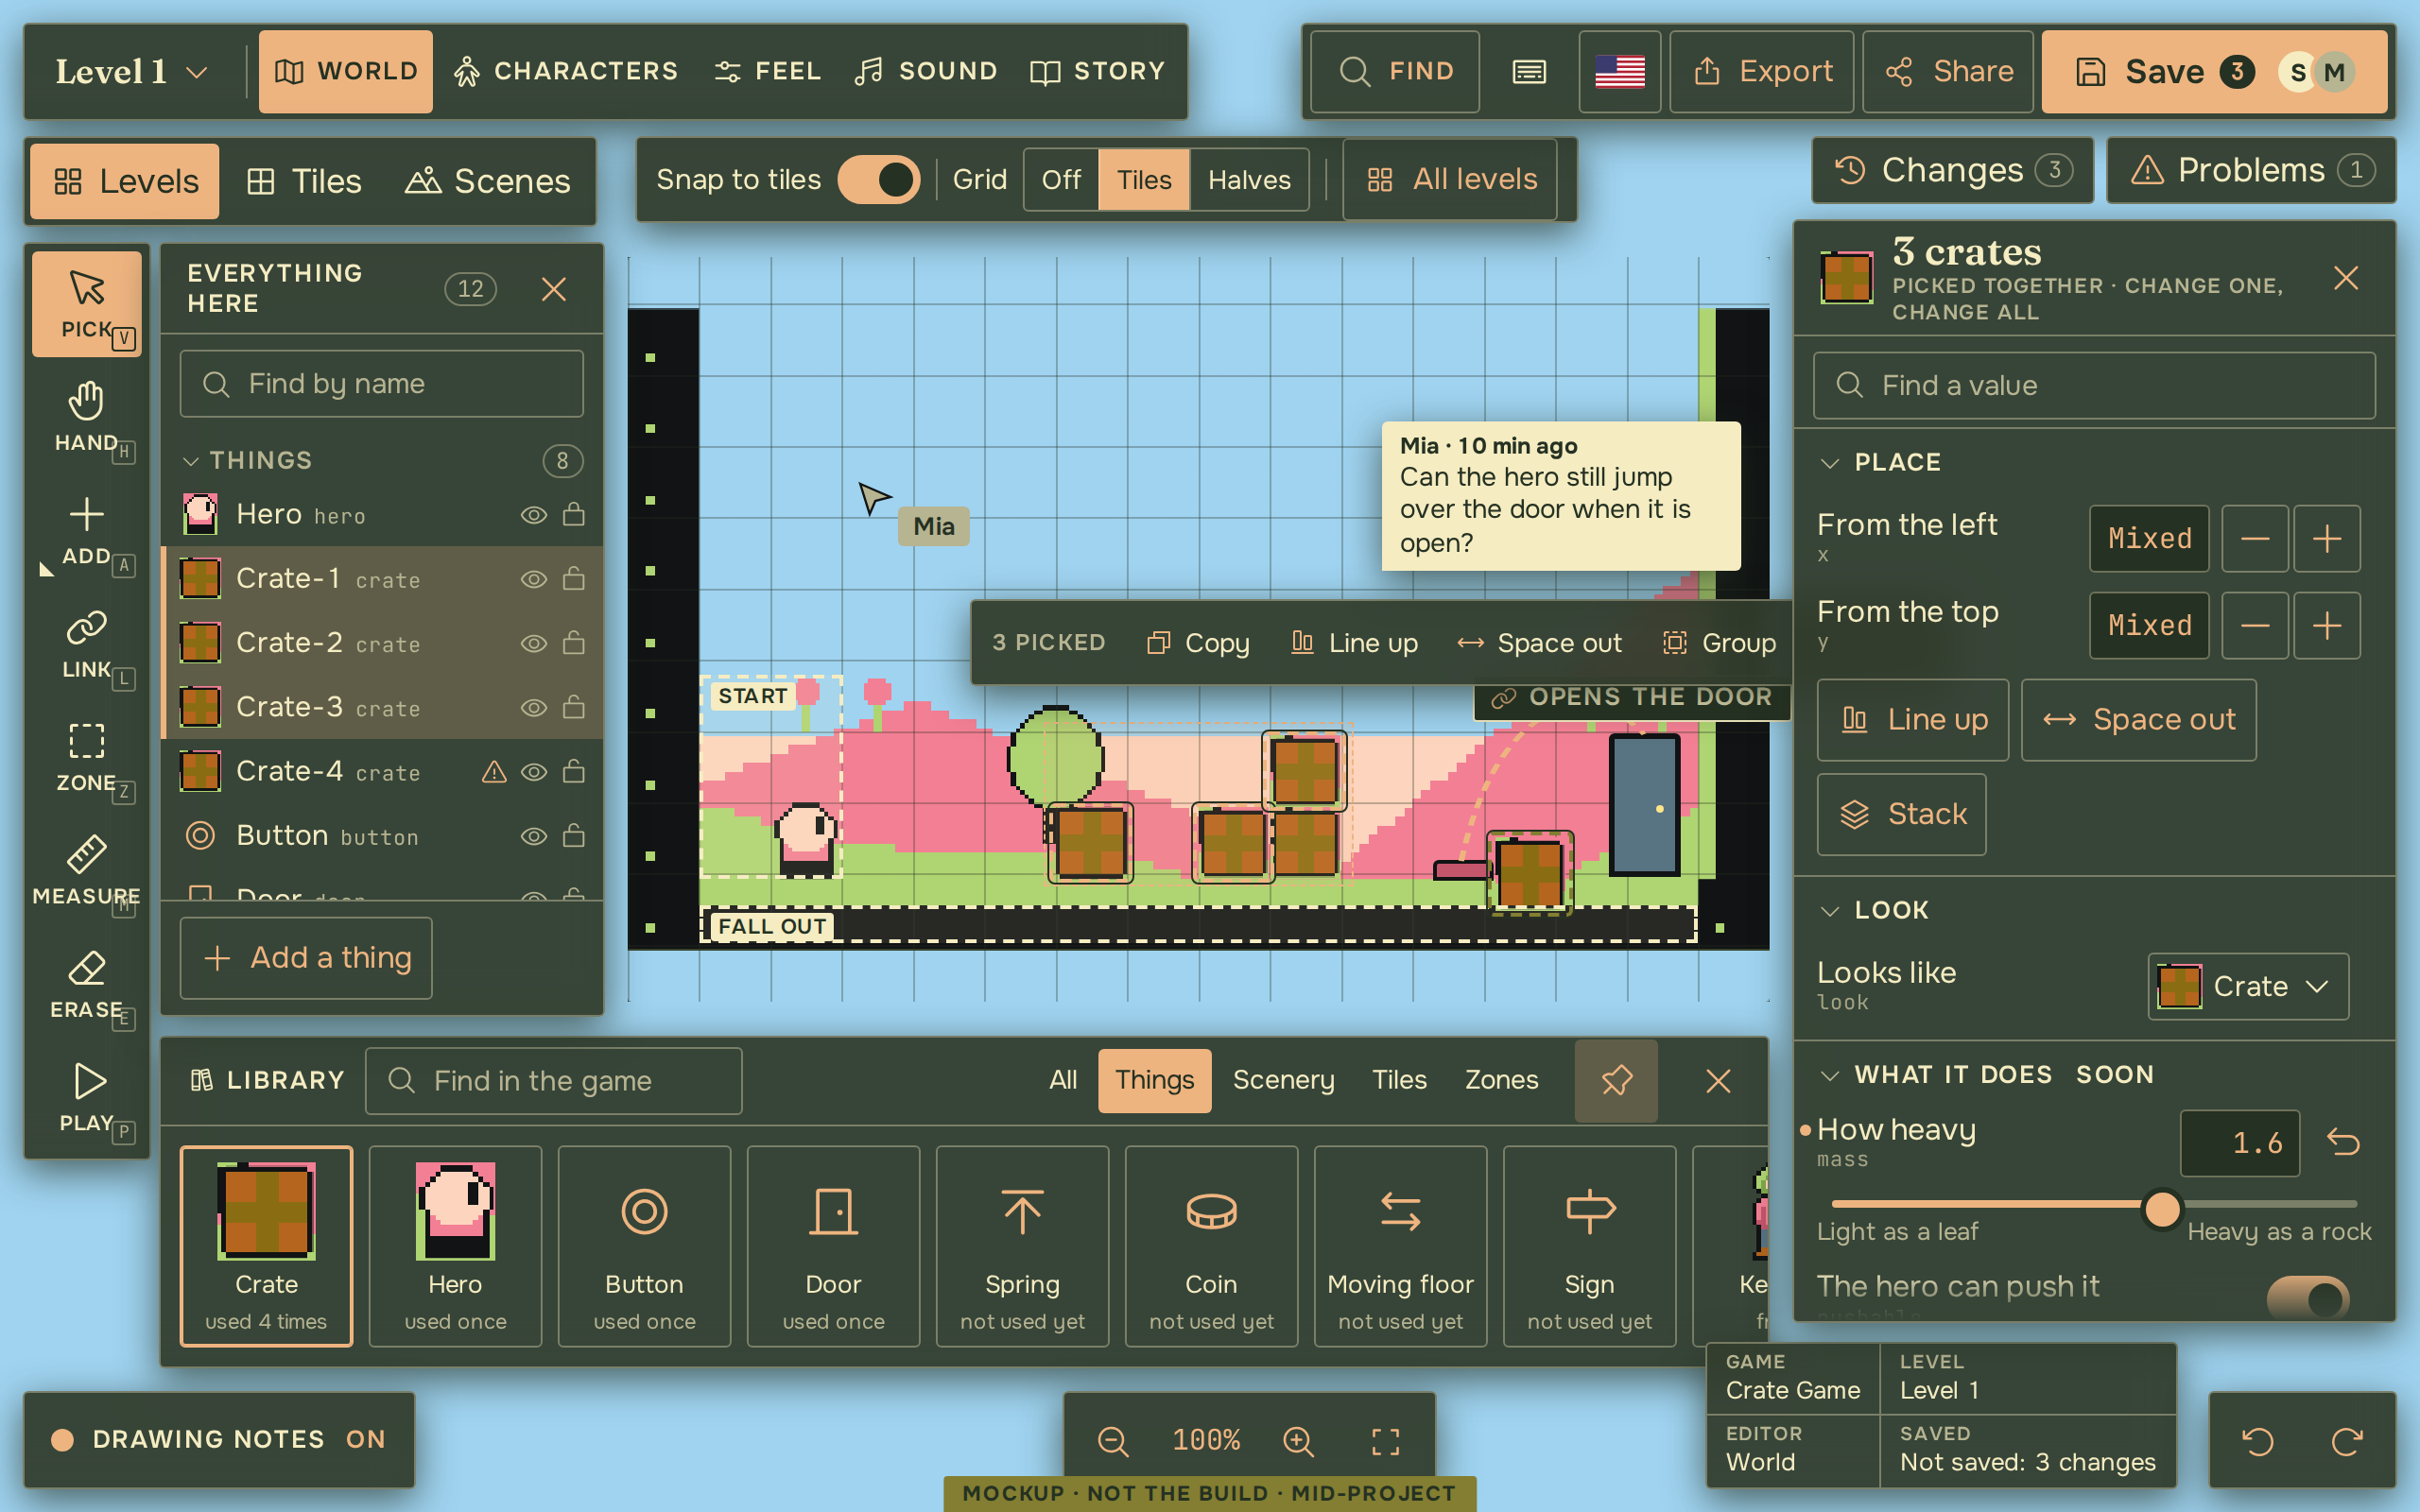 Level 1
WORLD
CHARACTERS
FEEL
SOUND
STORY
FIND
Export
Share
Save 3
S M
Levels
Tiles
Scenes
Snap to tiles
Grid
Off
Tiles
Halves
All levels
Changes 3
Problems 1
PICK V
HAND H
ADD A
LINK L
ZONE Z
MEASURE M
ERASE E
PLAY P
EVERYTHING
HERE
12
Find by name
THINGS 8
Hero hero
Crate-1 crate
Crate-2 crate
Crate-3 crate
Crate-4 crate
Button button
Door door
Add a thing
Mia
Mia · 10 min ago
Can the hero still jump
over the door when it is
open?
3 PICKED
Copy
Line up
Space out
Group
OPENS THE DOOR
START
FALL OUT
3 crates
PICKED TOGETHER · CHANGE ONE,
CHANGE ALL
Find a value
PLACE
From the left
x
Mixed
From the top
y
Mixed
Line up
Space out
Stack
LOOK
Looks like
look
Crate
WHAT IT DOES SOON
How heavy
mass
1.6
Light as a leaf
Heavy as a rock
The hero can push it
pushable
LIBRARY
Find in the game
All
Things
Scenery
Tiles
Zones
Crate
used 4 times
Hero
used once
Button
used once
Door
used once
Spring
not used yet
Coin
not used yet
Moving floor
not used yet
Sign
not used yet
Ke
fr
DRAWING NOTES ON
100%
MOCKUP · NOT THE BUILD · MID-PROJECT
GAME
Crate Game
LEVEL
Level 1
EDITOR
World
SAVED
Not saved: 3 changes